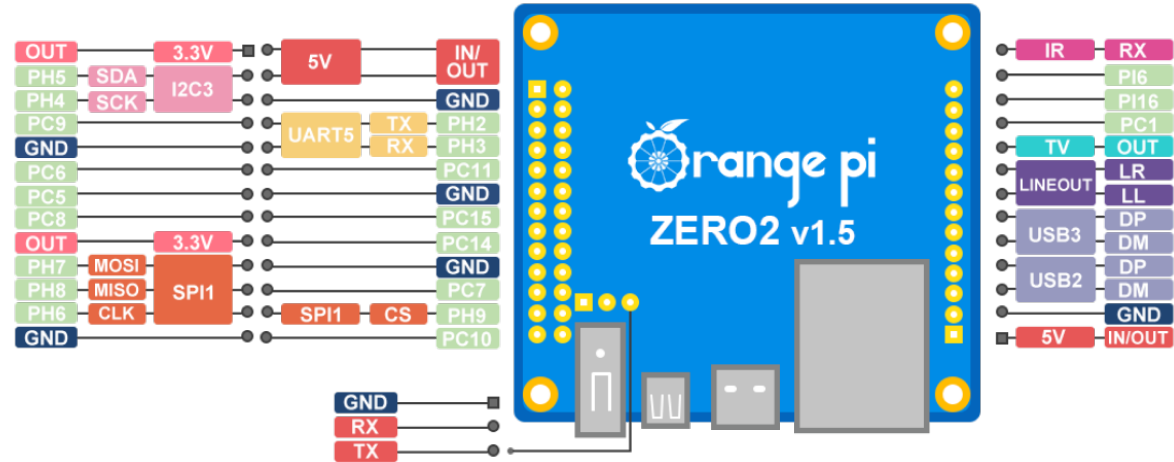 OUT 3.3V 5V IN/OUT
PH5 SDA I2C3
PH4 SCK GND
PC9 UART5 TX PH2
GND RX PH3
PC6 PC11
PC5 GND
PC8 PC15
OUT 3.3V PC14
PH7 MOSI SPI1 GND
PH8 MISO PC7
PH6 CLK SPI1 CS PH9
GND PC10
GND
RX
TX
Orange pi
ZERO2 v1.5
IR RX
PI6
PI16
PC1
TV OUT
LINEOUT LR
LL
USB3 DP
DM
USB2 DP
DM
GND
5V IN/OUT